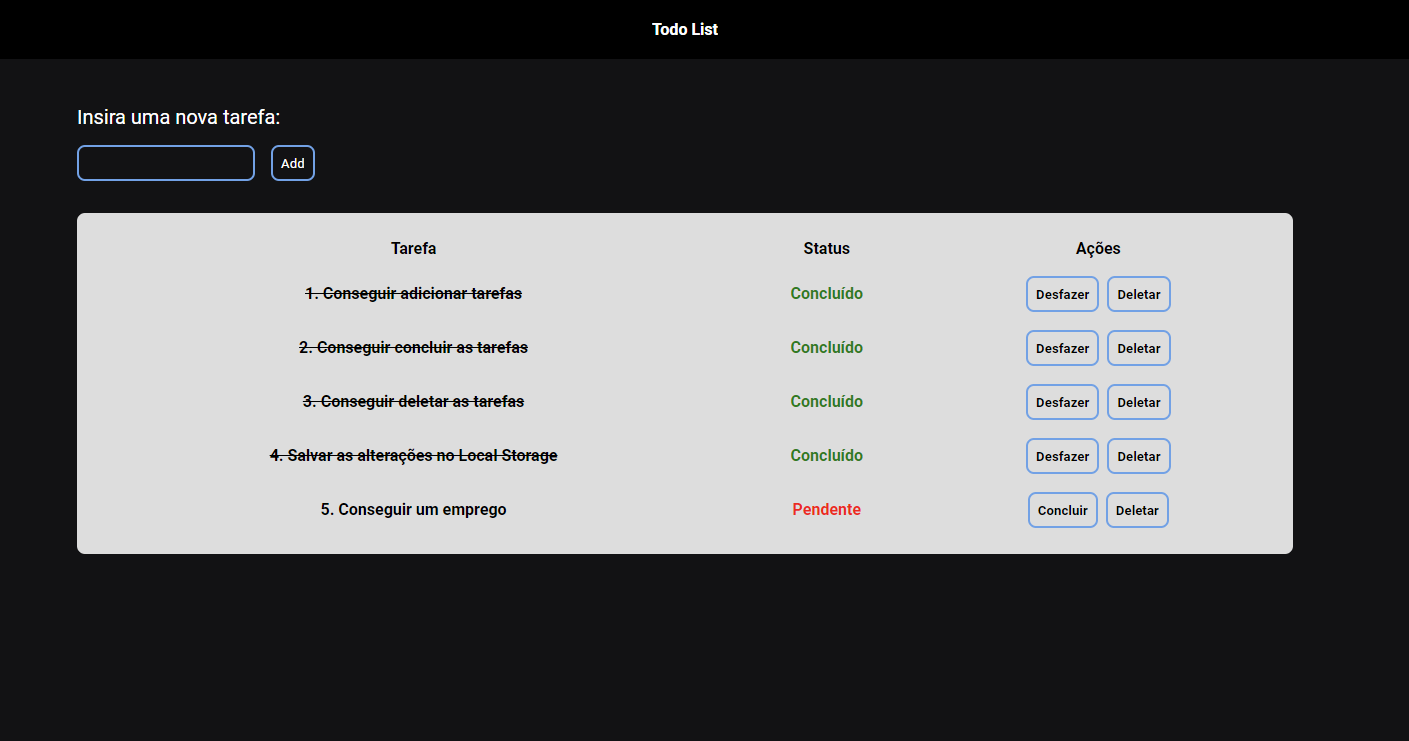 Todo List
Insira uma nova tarefa:
Add
Tarefa Status Ações
1. Conseguir adicionar tarefas Concluído Desfazer Deletar
2. Conseguir concluir as tarefas Concluído Desfazer Deletar
3. Conseguir deletar as tarefas Concluído Desfazer Deletar
4. Salvar as alterações no Local Storage Concluído Desfazer Deletar
5. Conseguir um emprego Pendente Concluir Deletar